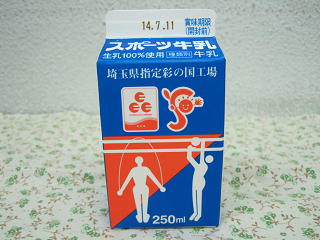 14.7.11
賞味期限
(開封前)
スポーツ牛乳
生乳100%使用 種類別 牛乳
埼玉県指定彩の国工場
250ml